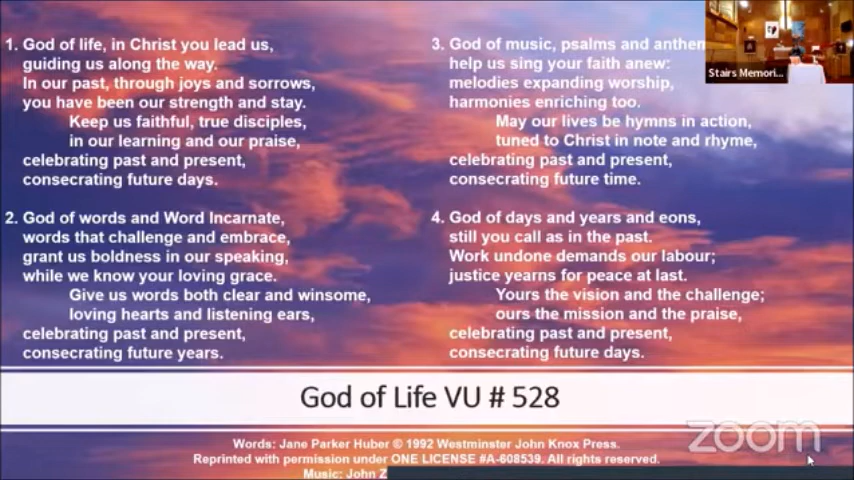 1. God of life, in Christ you lead us,
guiding us along the way.
In our past, through joys and sorrows,
you have been our strength and stay.
Keep us faithful, true disciples,
in our learning and our praise,
celebrating past and present,
consecrating future days.
2. God of words and Word Incarnate,
words that challenge and embrace,
grant us boldness in our speaking,
while we know your loving grace.
Give us words both clear and winsome,
loving hearts and listening ears,
celebrating past and present,
consecrating future years.
3. God of music, psalms and anthem
help us sing your faith anew:
melodies expanding worship,
harmonies enriching too.
May our lives be hymns in action,
tuned to Christ in note and rhyme,
celebrating past and present,
consecrating future time.
4. God of days and years and eons,
still you call as in the past.
Work undone demands our labour;
justice yearns for peace at last.
Yours the vision and the challenge;
ours the mission and the praise,
celebrating past and present,
consecrating future days.
Stairs Memori...
God of Life VU # 528
zoom
Words: Jane Parker Huber © 1992 Westminster John Knox Press.
Reprinted with permission under ONE LICENSE #A-608539. All rights reserved.
Music: John Z